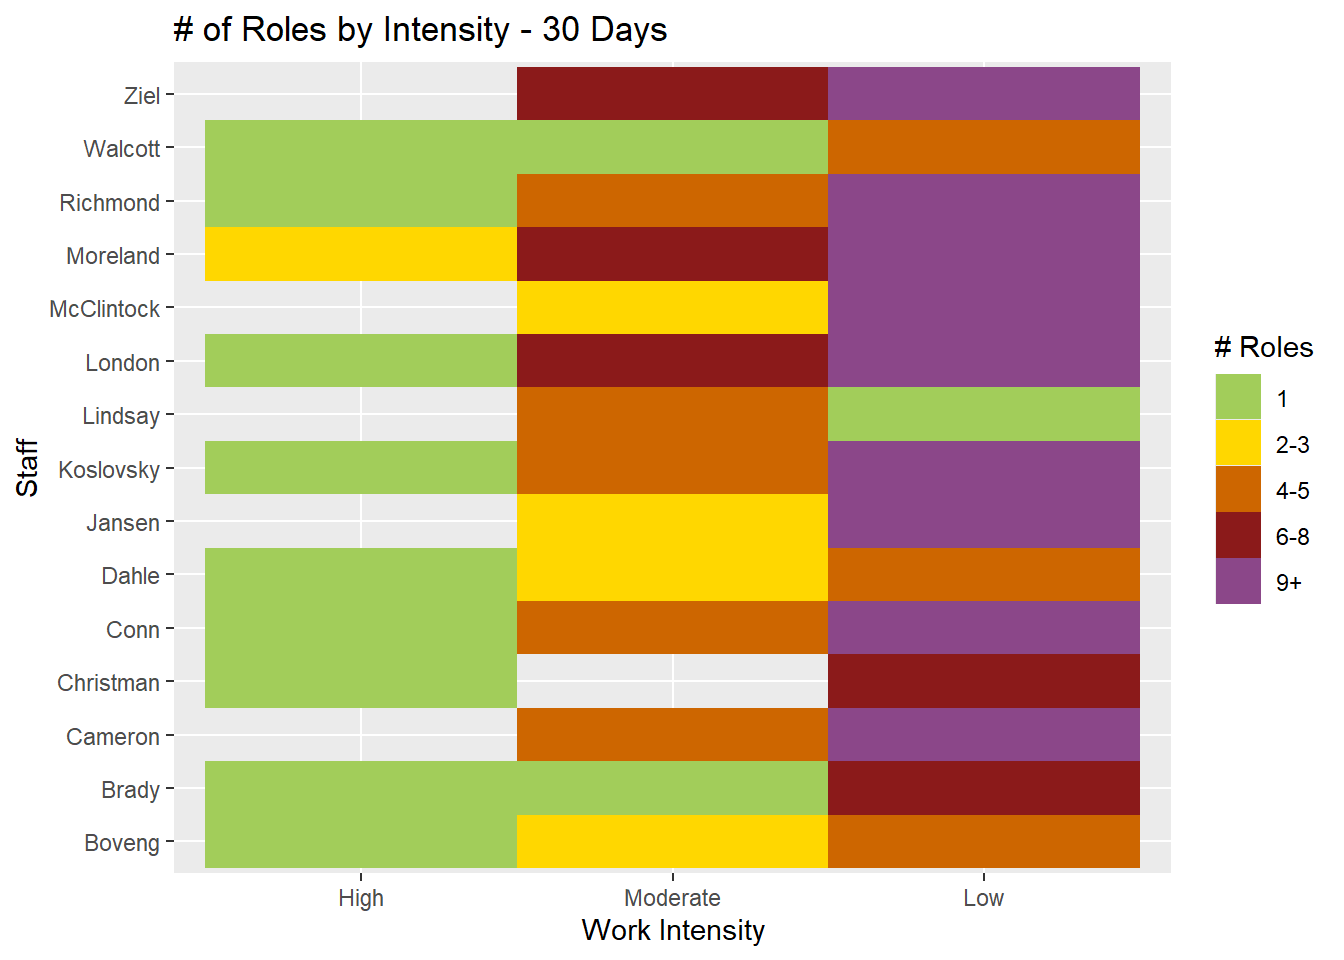 # of Roles by Intensity - 30 Days
Ziel
Walcott
Richmond
Moreland
McClintock
London
Lindsay
Koslovsky
Jansen
Dahle
Conn
Christman
Cameron
Brady
Boveng
Staff
High
Moderate
Low
Work Intensity
# Roles
1
2-3
4-5
6-8
9+